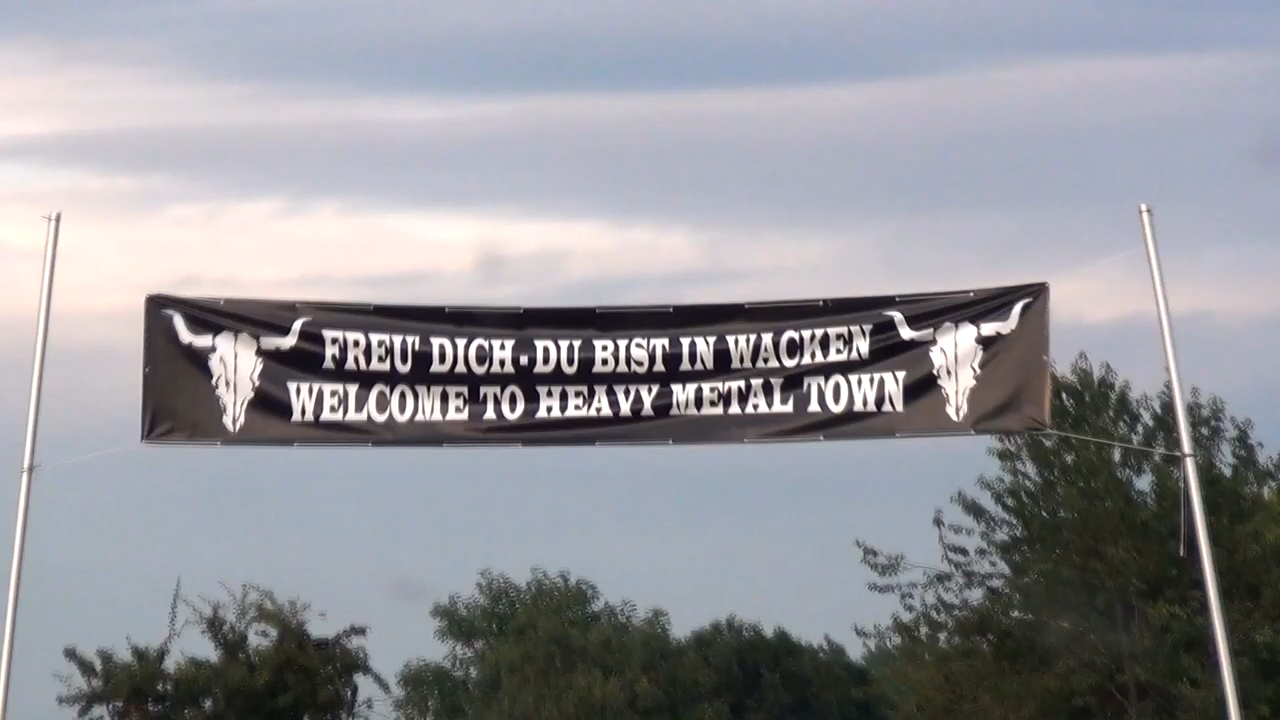 FREU' DICH - DU BIST IN WACKEN
WELCOME TO HEAVY METAL TOWN